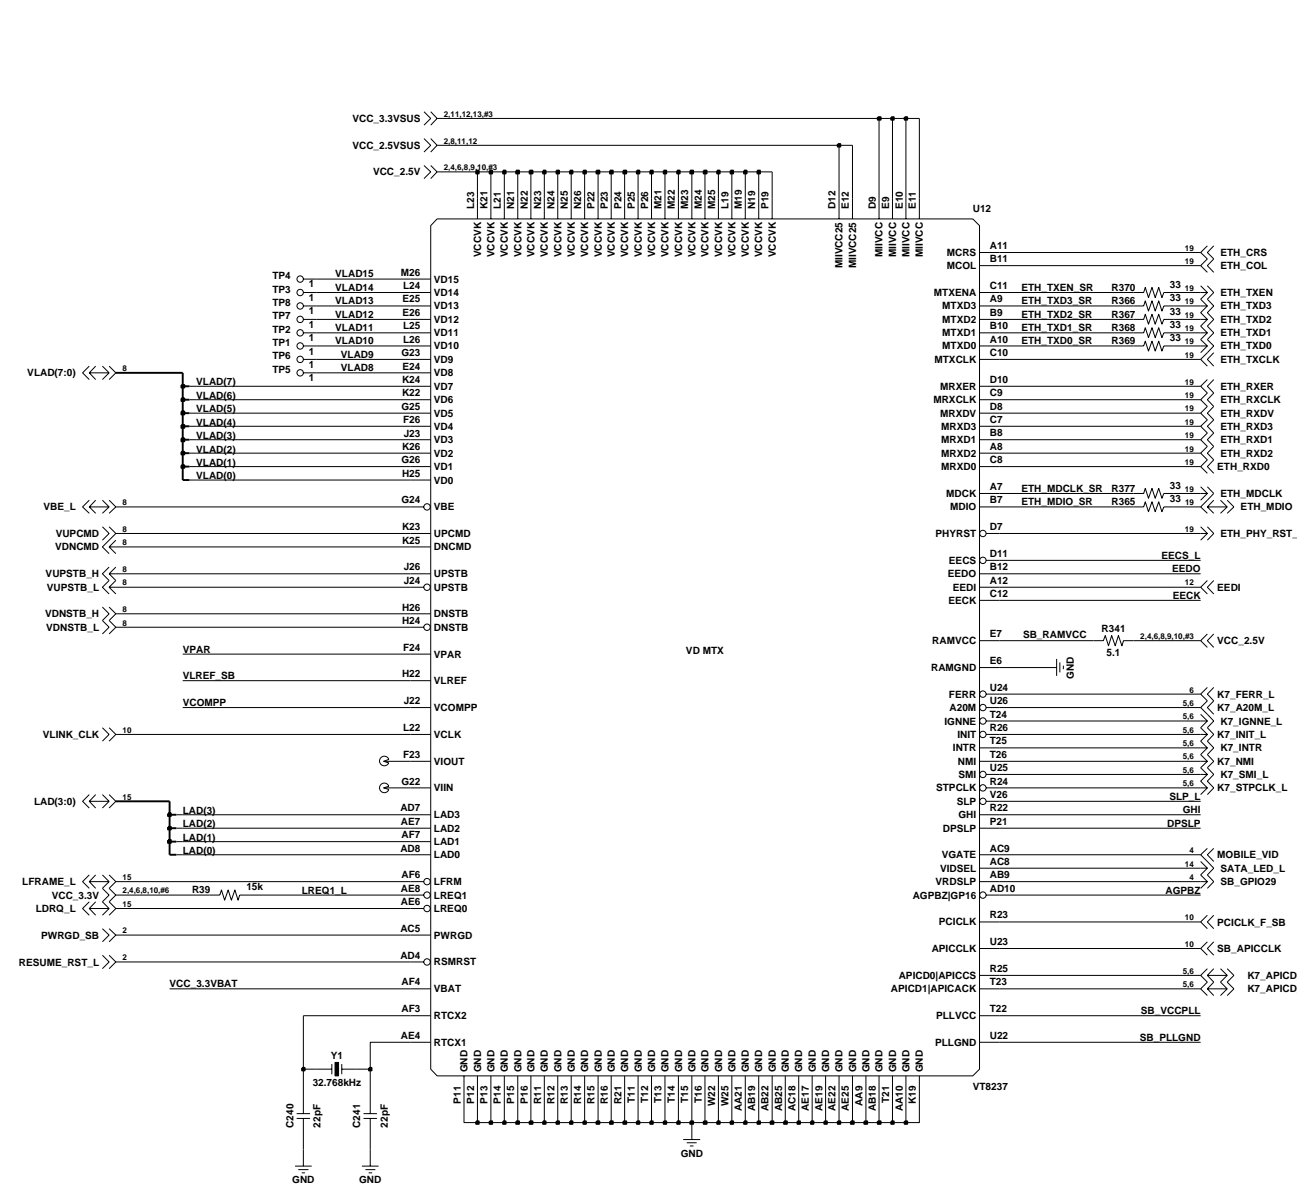 VCC_3.3VSUS 2,11,12,13,#3
VCC_2.5VSUS 2,8,11,12
VCC_2.5V 2,4,6,8,9,10,#3
L23 K21 L21 N21 N22 N23 N24 N25 N26 P22 P23 P24 P25 P26 M21 M22 M23 M24 M25 L19 M19 N19 P19 D12 E12 D9 E9 E10 E11
U12
VCCVK VCCVK VCCVK VCCVK VCCVK VCCVK VCCVK VCCVK VCCVK VCCVK VCCVK VCCVK VCCVK VCCVK VCCVK VCCVK VCCVK VCCVK VCCVK VCCVK VCCVK VCCVK VCCVK MIIVCC25 MIIVCC25 MIIVCC MIIVCC MIIVCC MIIVCC
TP4 1 VLAD15 M26 VD15
TP3 1 VLAD14 L24 VD14
TP8 1 VLAD13 E25 VD13
TP7 1 VLAD12 E26 VD12
TP2 1 VLAD11 L25 VD11
TP1 1 VLAD10 L26 VD10
TP6 1 VLAD9 G23 VD9
TP5 1 VLAD8 E24 VD8
VLAD(7:0) 8
VLAD(7) K24 VD7
VLAD(6) K22 VD6
VLAD(5) G25 VD5
VLAD(4) F26 VD4
VLAD(3) J23 VD3
VLAD(2) K26 VD2
VLAD(1) G26 VD1
VLAD(0) H25 VD0
VBE_L 8 G24 VBE
VUPCMD 8 K23 UPCMD
VDNCMD 8 K25 DNCMD
VUPSTB_H 8 J26 UPSTB
VUPSTB_L 8 J24 UPSTB
VDNSTB_H 8 H26 DNSTB
VDNSTB_L 8 H24 DNSTB
VPAR F24 VPAR
VLREF_SB H22 VLREF
VCOMPP J22 VCOMPP
VLINK_CLK 10 L22 VCLK
F23 VIOUT
G22 VIIN
LAD(3:0) 15
LAD(3) AD7 LAD3
LAD(2) AE7 LAD2
LAD(1) AF7 LAD1
LAD(0) AD8 LAD0
LFRAME_L 15 AF6 LFRM
VCC_3.3V 2,4,6,8,10,#6 R39 15k LREQ1_L AE8 LREQ1
LDRQ_L 15 AE6 LREQ0
PWRGD_SB 2 AC5 PWRGD
RESUME_RST_L 2 AD4 RSMRST
VCC_3.3VBAT AF4 VBAT
AF3 RTCX2
AE4 RTCX1
Y1
32.768kHz
C240 22pF C241 22pF
GND GND
VD MTX
MCRS A11 19 ETH_CRS
MCOL B11 19 ETH_COL
MTXENA C11 ETH_TXEN_SR R370 33 19 ETH_TXEN
MTXD3 A9 ETH_TXD3_SR R366 33 19 ETH_TXD3
MTXD2 B9 ETH_TXD2_SR R367 33 19 ETH_TXD2
MTXD1 B10 ETH_TXD1_SR R368 33 19 ETH_TXD1
MTXD0 A10 ETH_TXD0_SR R369 33 19 ETH_TXD0
MTXCLK C10 19 ETH_TXCLK
MRXER D10 19 ETH_RXER
MRXCLK C9 19 ETH_RXCLK
MRXDV D8 19 ETH_RXDV
MRXD3 C7 19 ETH_RXD3
MRXD1 B8 19 ETH_RXD1
MRXD2 A8 19 ETH_RXD2
MRXD0 C8 19 ETH_RXD0
MDCK A7 ETH_MDCLK_SR R377 33 19 ETH_MDCLK
MDIO B7 ETH_MDIO_SR R365 33 19 ETH_MDIO
PHYRST D7 19 ETH_PHY_RST_
EECS D11 EECS_L
EEDO B12 EEDO
EEDI A12 12 EEDI
EECK C12 EECK
RAMVCC E7 SB_RAMVCC R341 5.1 2,4,6,8,9,10,#3 VCC_2.5V
RAMGND E6 GND
FERR U24 6 K7_FERR_L
A20M U26 5,6 K7_A20M_L
IGNNE T24 5,6 K7_IGNNE_L
INIT R26 5,6 K7_INIT_L
INTR T25 5,6 K7_INTR
NMI T26 5,6 K7_NMI
SMI U25 5,6 K7_SMI_L
STPCLK R24 5,6 K7_STPCLK_L
SLP V26 SLP_L
GHI R22 GHI
DPSLP P21 DPSLP
VGATE AC9 4 MOBILE_VID
VIDSEL AC8 14 SATA_LED_L
VRDSLP AB9 4 SB_GPIO29
AGPBZ|GP16 AD10 AGPBZ
PCICLK R23 10 PCICLK_F_SB
APICCLK U23 10 SB_APICCLK
APICD0|APICCS R25 5,6 K7_APICD
APICD1|APICACK T23 5,6 K7_APICD
PLLVCC T22 SB_VCCPLL
PLLGND U22 SB_PLLGND
GND GND GND GND GND GND GND GND GND GND GND GND GND GND GND GND GND GND GND GND GND GND GND GND GND GND GND GND GND GND GND GND GND GND GND
VT8237
P11 P12 P13 P14 P15 P16 R11 R12 R13 R14 R15 R16 R21 T11 T12 T13 T14 T15 T16 W22 W25 AA21 AB19 AB22 AB25 AC18 AE17 AE19 AE22 AE25 AA9 AB18 T21 AA10 K19
GND